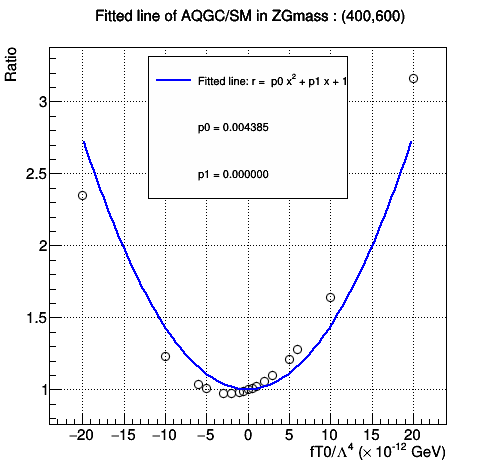 Fitted line of AQGC/SM in ZGmass : (400,600)
Ratio
Fitted line: r = p0 x² + p1 x + 1
p0 = 0.004385
p1 = 0.000000
3
2.5
2
1.5
1
−20 −15 −10 −5 0 5 10 15 20
fT0/Λ⁴ (× 10⁻¹² GeV)